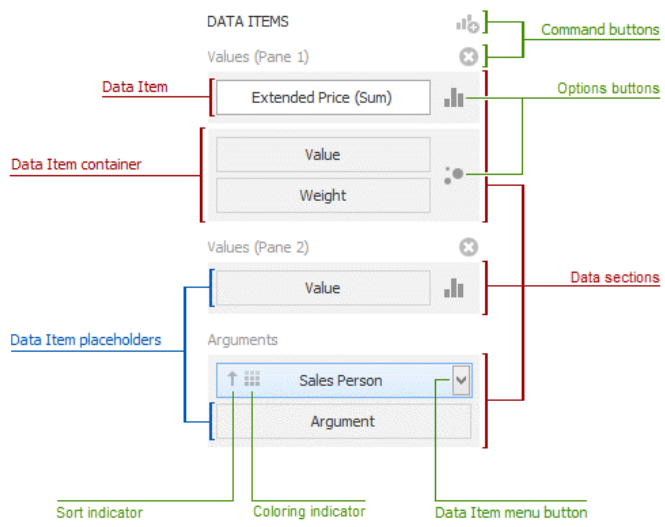 DATA ITEMS
Command buttons
Values (Pane 1)
Data Item
Extended Price (Sum)
Options buttons
Data Item container
Value
Weight
Values (Pane 2)
Data sections
Value
Data Item placeholders
Arguments
Sales Person
Argument
Sort indicator
Coloring indicator
Data Item menu button